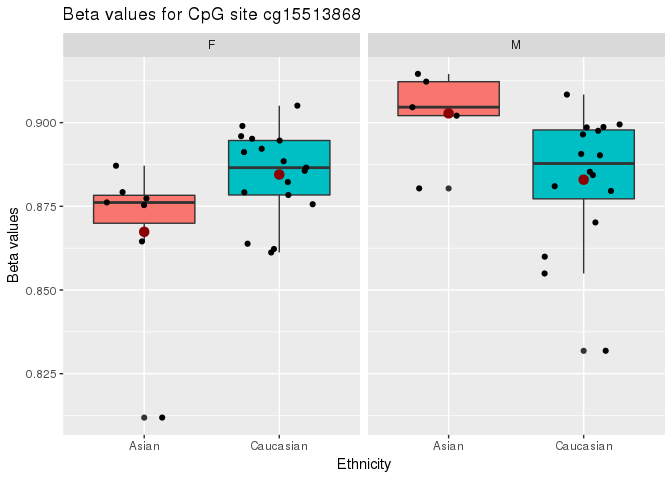 Beta values for CpG site cg15513868
F
M
0.900
0.875
0.850
0.825
Beta values
Asian
Caucasian
Asian
Caucasian
Ethnicity